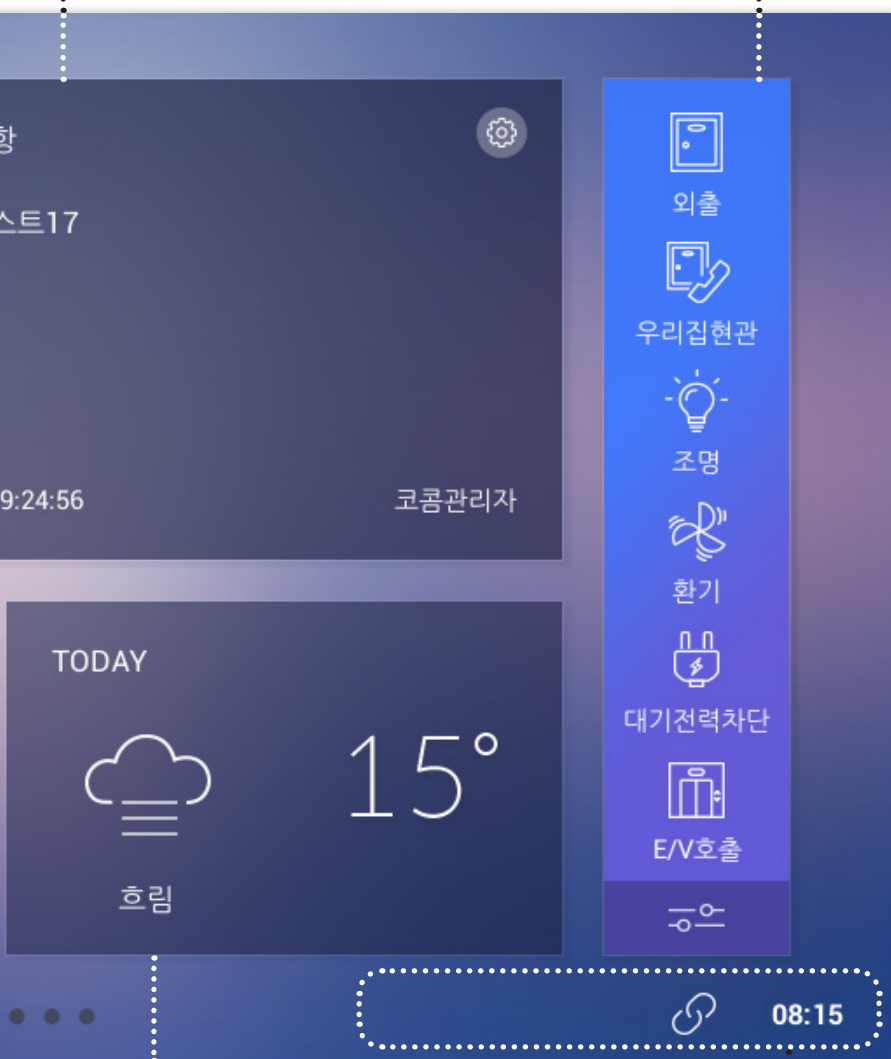 항
스트17
9:24:56
코콤관리자
TODAY
15°
흐림
외출
우리집현관
조명
환기
대기전력차단
E/V호출
08:15